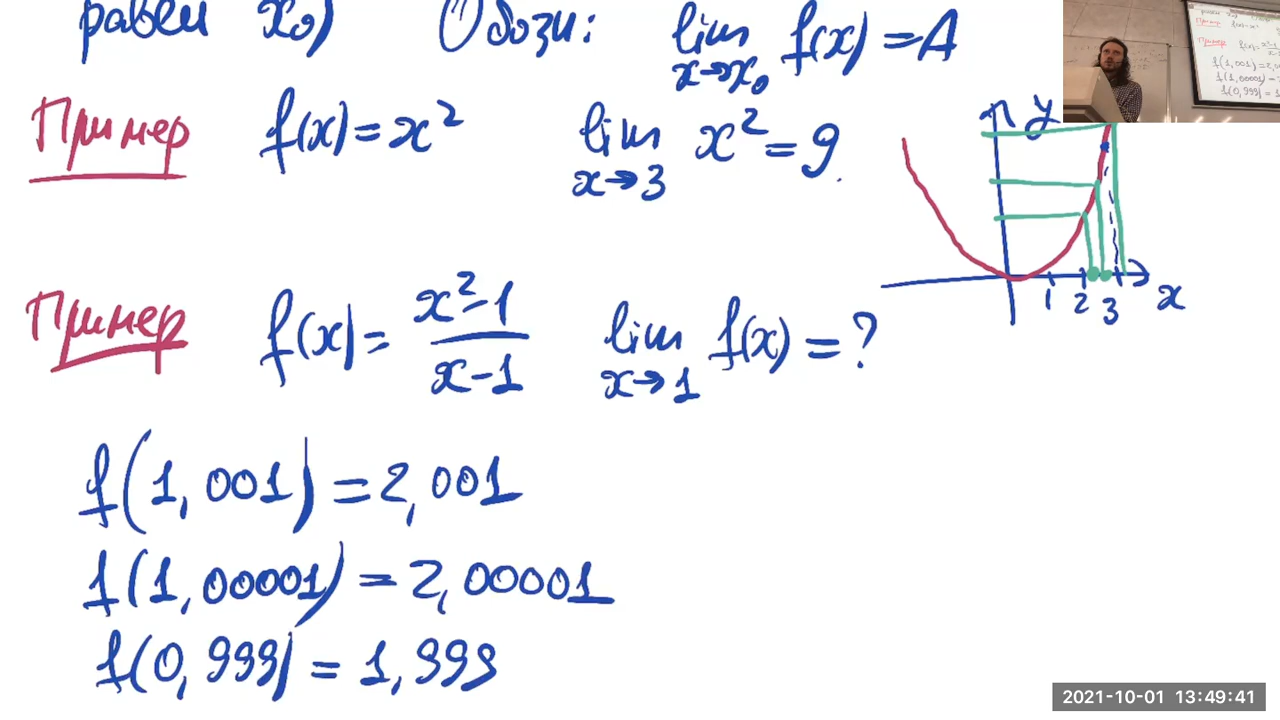 равен x₀) Обозн: lim f(x) = A
x→x₀
Пример f(x) = x² lim x² = 9
x→3
y
1 2 3 x
Пример f(x) = (x²-1)/(x-1) lim f(x) = ?
x→1
f(1,001) = 2,001
f(1,00001) = 2,00001
f(0,999) = 1,999
2021-10-01 13:49:41